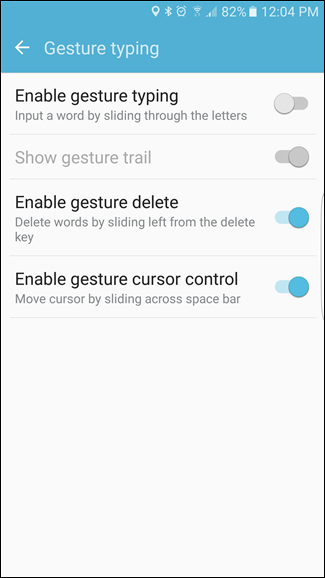 82% 12:04 PM
Gesture typing
Enable gesture typing
Input a word by sliding through the letters
Show gesture trail
Enable gesture delete
Delete words by sliding left from the delete
key
Enable gesture cursor control
Move cursor by sliding across space bar